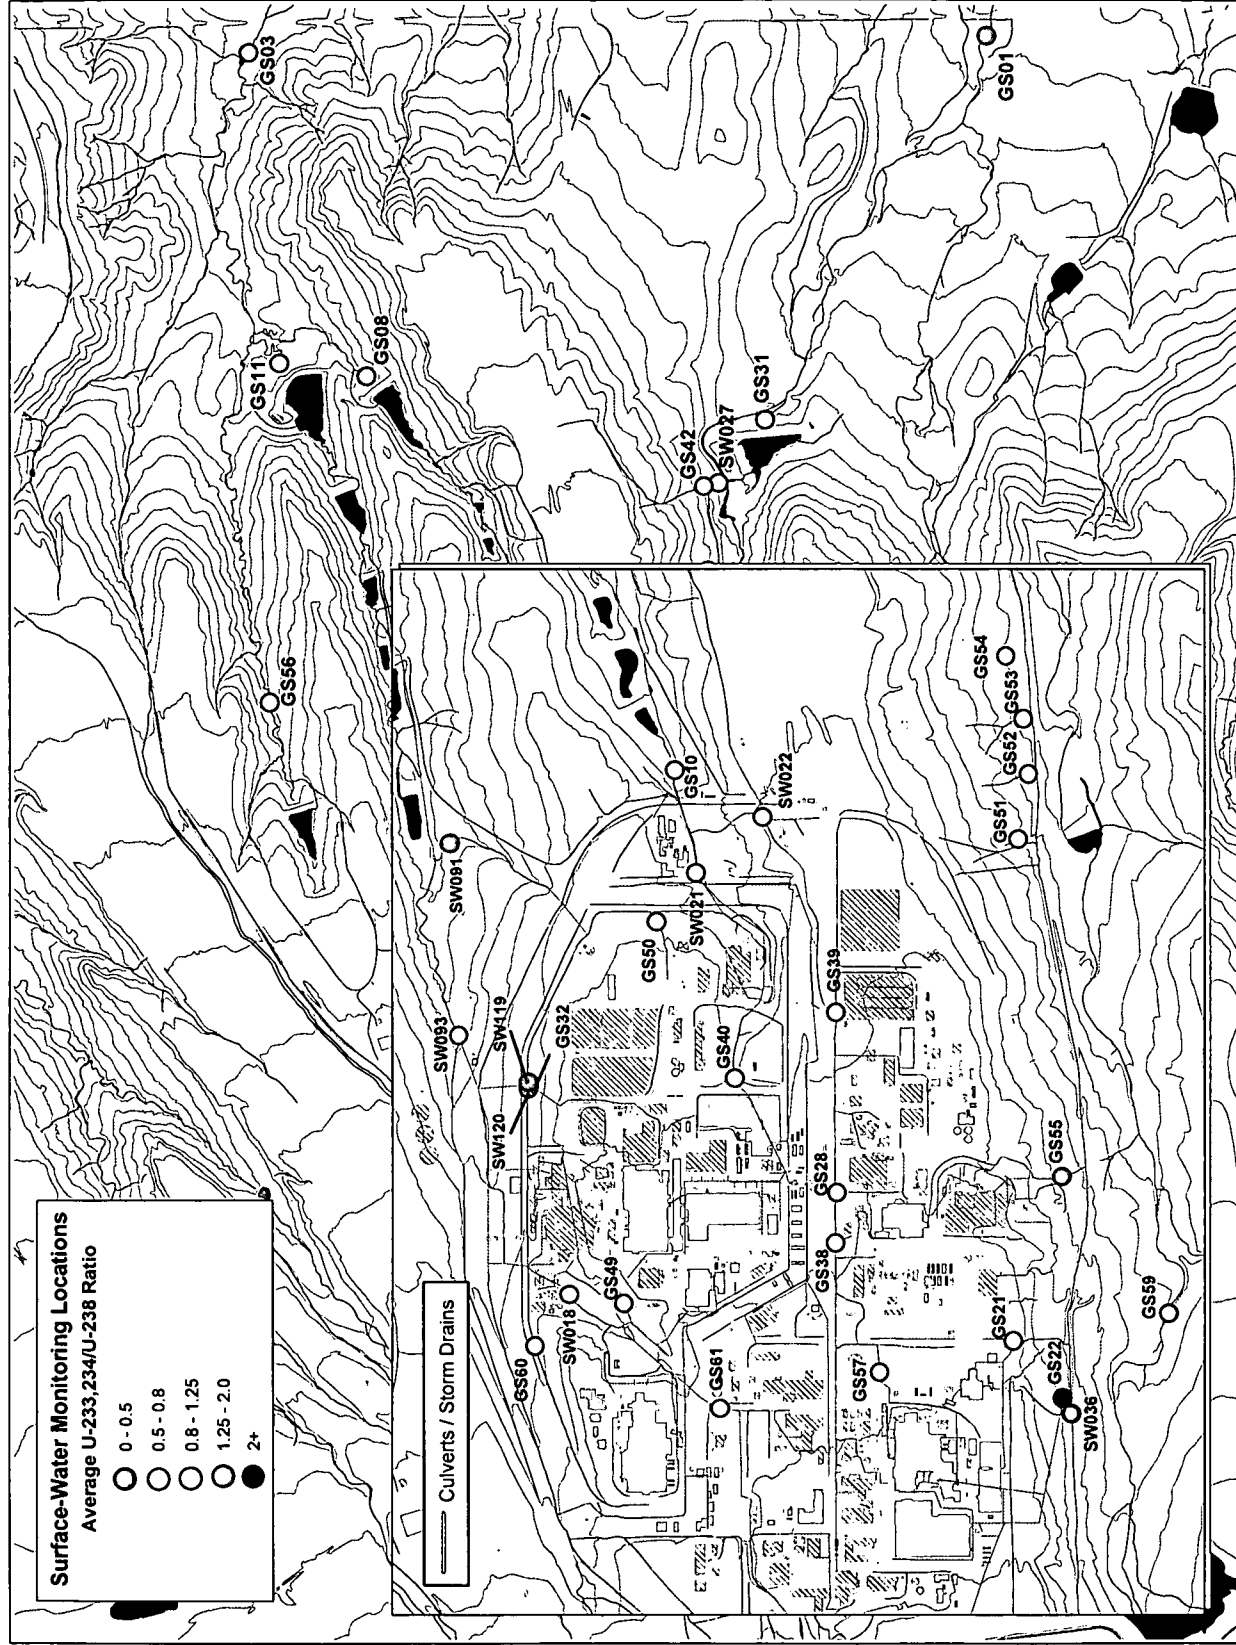 Surface-Water Monitoring Locations
Average U-233,234/U-238 Ratio
0 - 0.5
0.5 - 0.8
0.8 - 1.25
1.25 - 2.0
2+
Culverts / Storm Drains
GS03
GS11
GS08
GS56
GS01
GS31
GS42
SW027
SW091
SW093
SW119
GS32
SW120
GS10
SW022
SW021
GS50
GS54
GS53
GS52
GS51
GS39
GS40
GS28
GS38
GS55
GS59
GS60
SW018
GS49
GS61
GS57
GS21
GS22
SW036